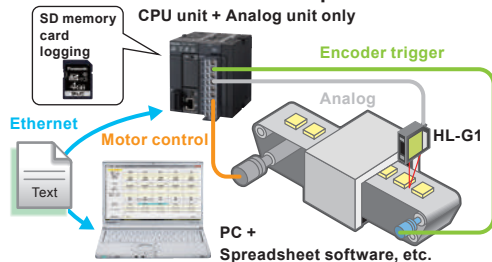 CPU unit + Analog unit only
SD memory
card
logging
Encoder trigger
Analog
Ethernet
Motor control
HL-G1
Text
PC +
Spreadsheet software, etc.